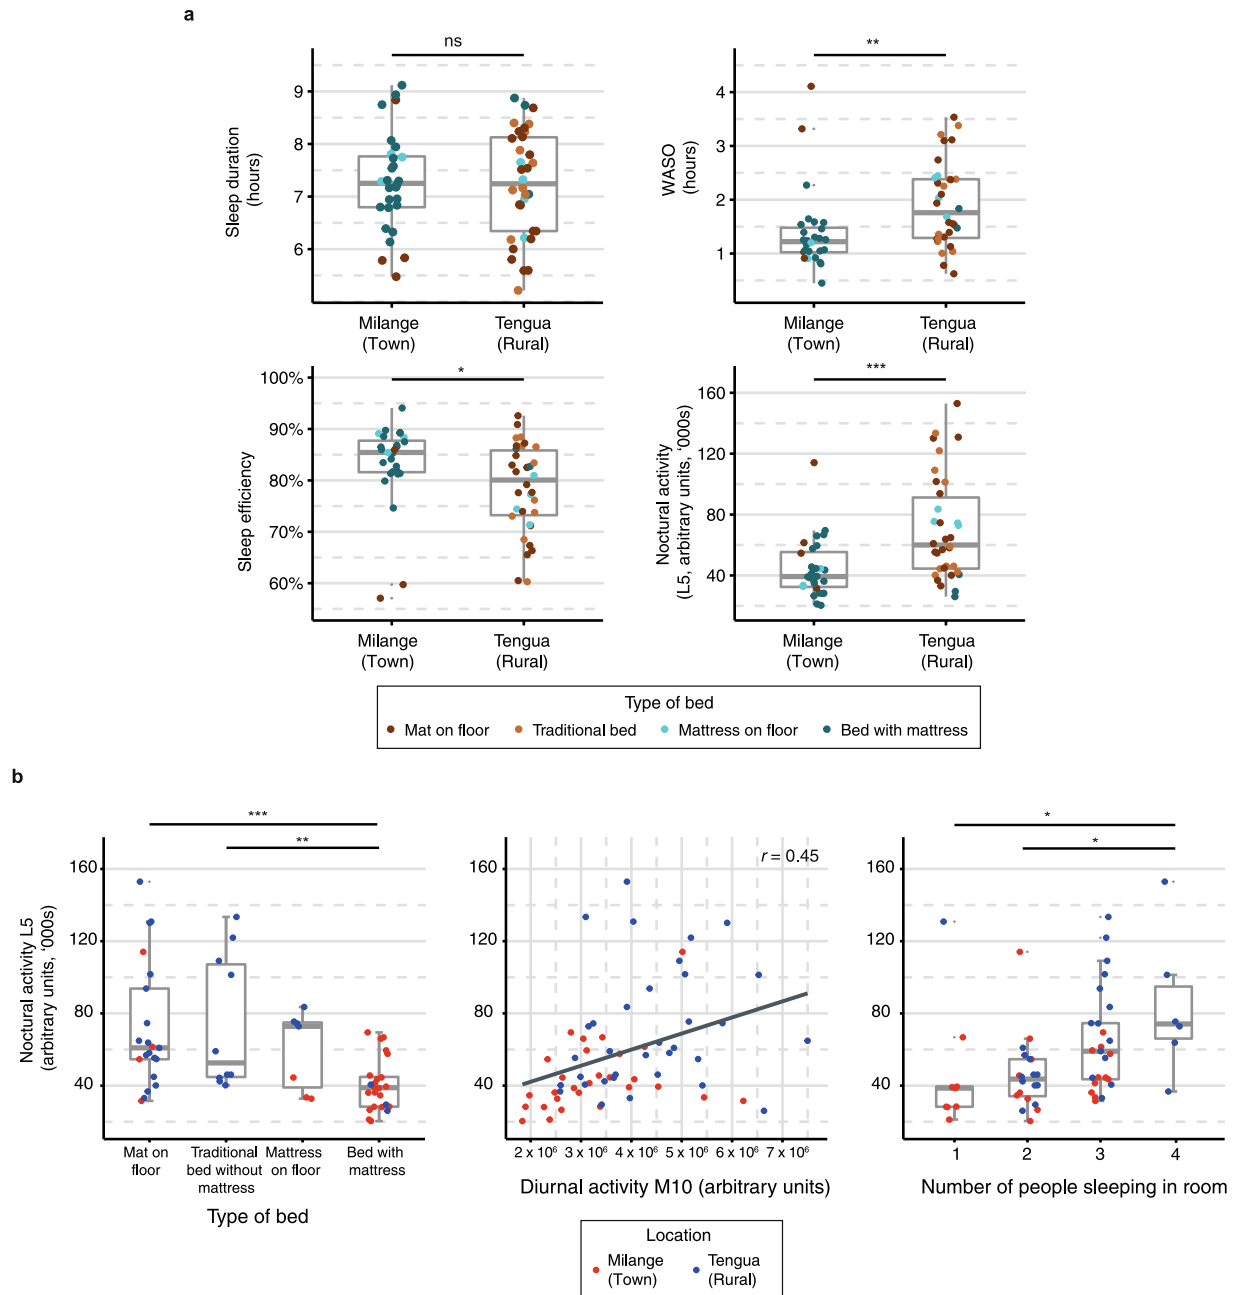 a
ns
9
8
7
6
Sleep duration
(hours)
Milange
(Town)
Tengua
(Rural)
**
4
3
2
1
WASO
(hours)
Milange
(Town)
Tengua
(Rural)
*
100%
90%
80%
70%
60%
Sleep efficiency
Milange
(Town)
Tengua
(Rural)
***
160
120
80
40
Noctural activity
(L5, arbitrary units, ‘000s)
Milange
(Town)
Tengua
(Rural)
Type of bed
Mat on floor
Traditional bed
Mattress on floor
Bed with mattress
b
***
**
160
120
80
40
Noctural activity L5
(arbitrary units, ‘000s)
Mat on
floor
Traditional
bed without
mattress
Mattress
on floor
Bed with
mattress
Type of bed
r = 0.45
160
120
80
40
2 x 10⁶ 3 x 10⁶ 4 x 10⁶ 5 x 10⁶ 6 x 10⁶ 7 x 10⁶
Diurnal activity M10 (arbitrary units)
*
*
160
120
80
40
1 2 3 4
Number of people sleeping in room
Location
Milange
(Town)
Tengua
(Rural)